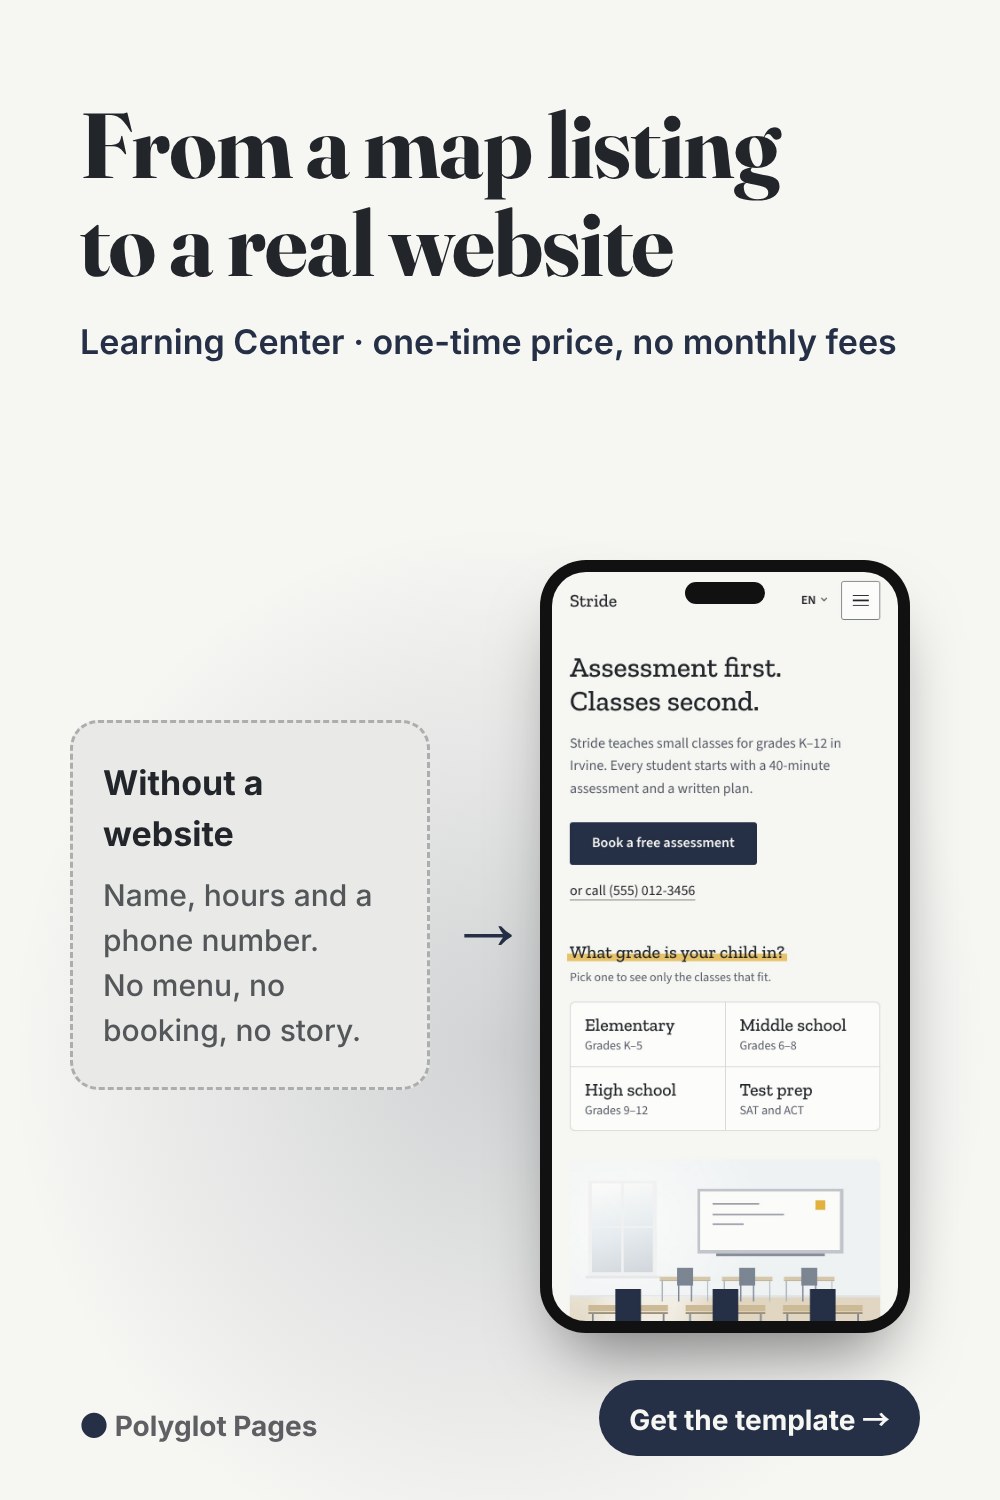 From a map listing
to a real website
Learning Center · one-time price, no monthly fees
Without a
website
Name, hours and a
phone number.
No menu, no
booking, no story.
→
Stride
EN
Assessment first.
Classes second.
Stride teaches small classes for grades K–12 in
Irvine. Every student starts with a 40-minute
assessment and a written plan.
Book a free assessment
or call (555) 012-3456
What grade is your child in?
Pick one to see only the classes that fit.
Elementary
Grades K–5
Middle school
Grades 6–8
High school
Grades 9–12
Test prep
SAT and ACT
Polyglot Pages
Get the template →